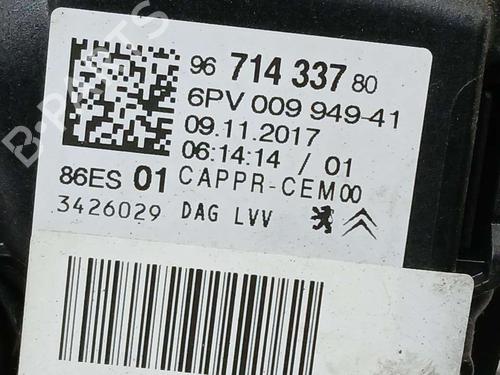 96 714 337 80
6PV 009 949-41
09.11.2017
06:14:14 / 01
86ES 01 CAPPR-CEM00
3426029 DAG LVV
B-PARTS